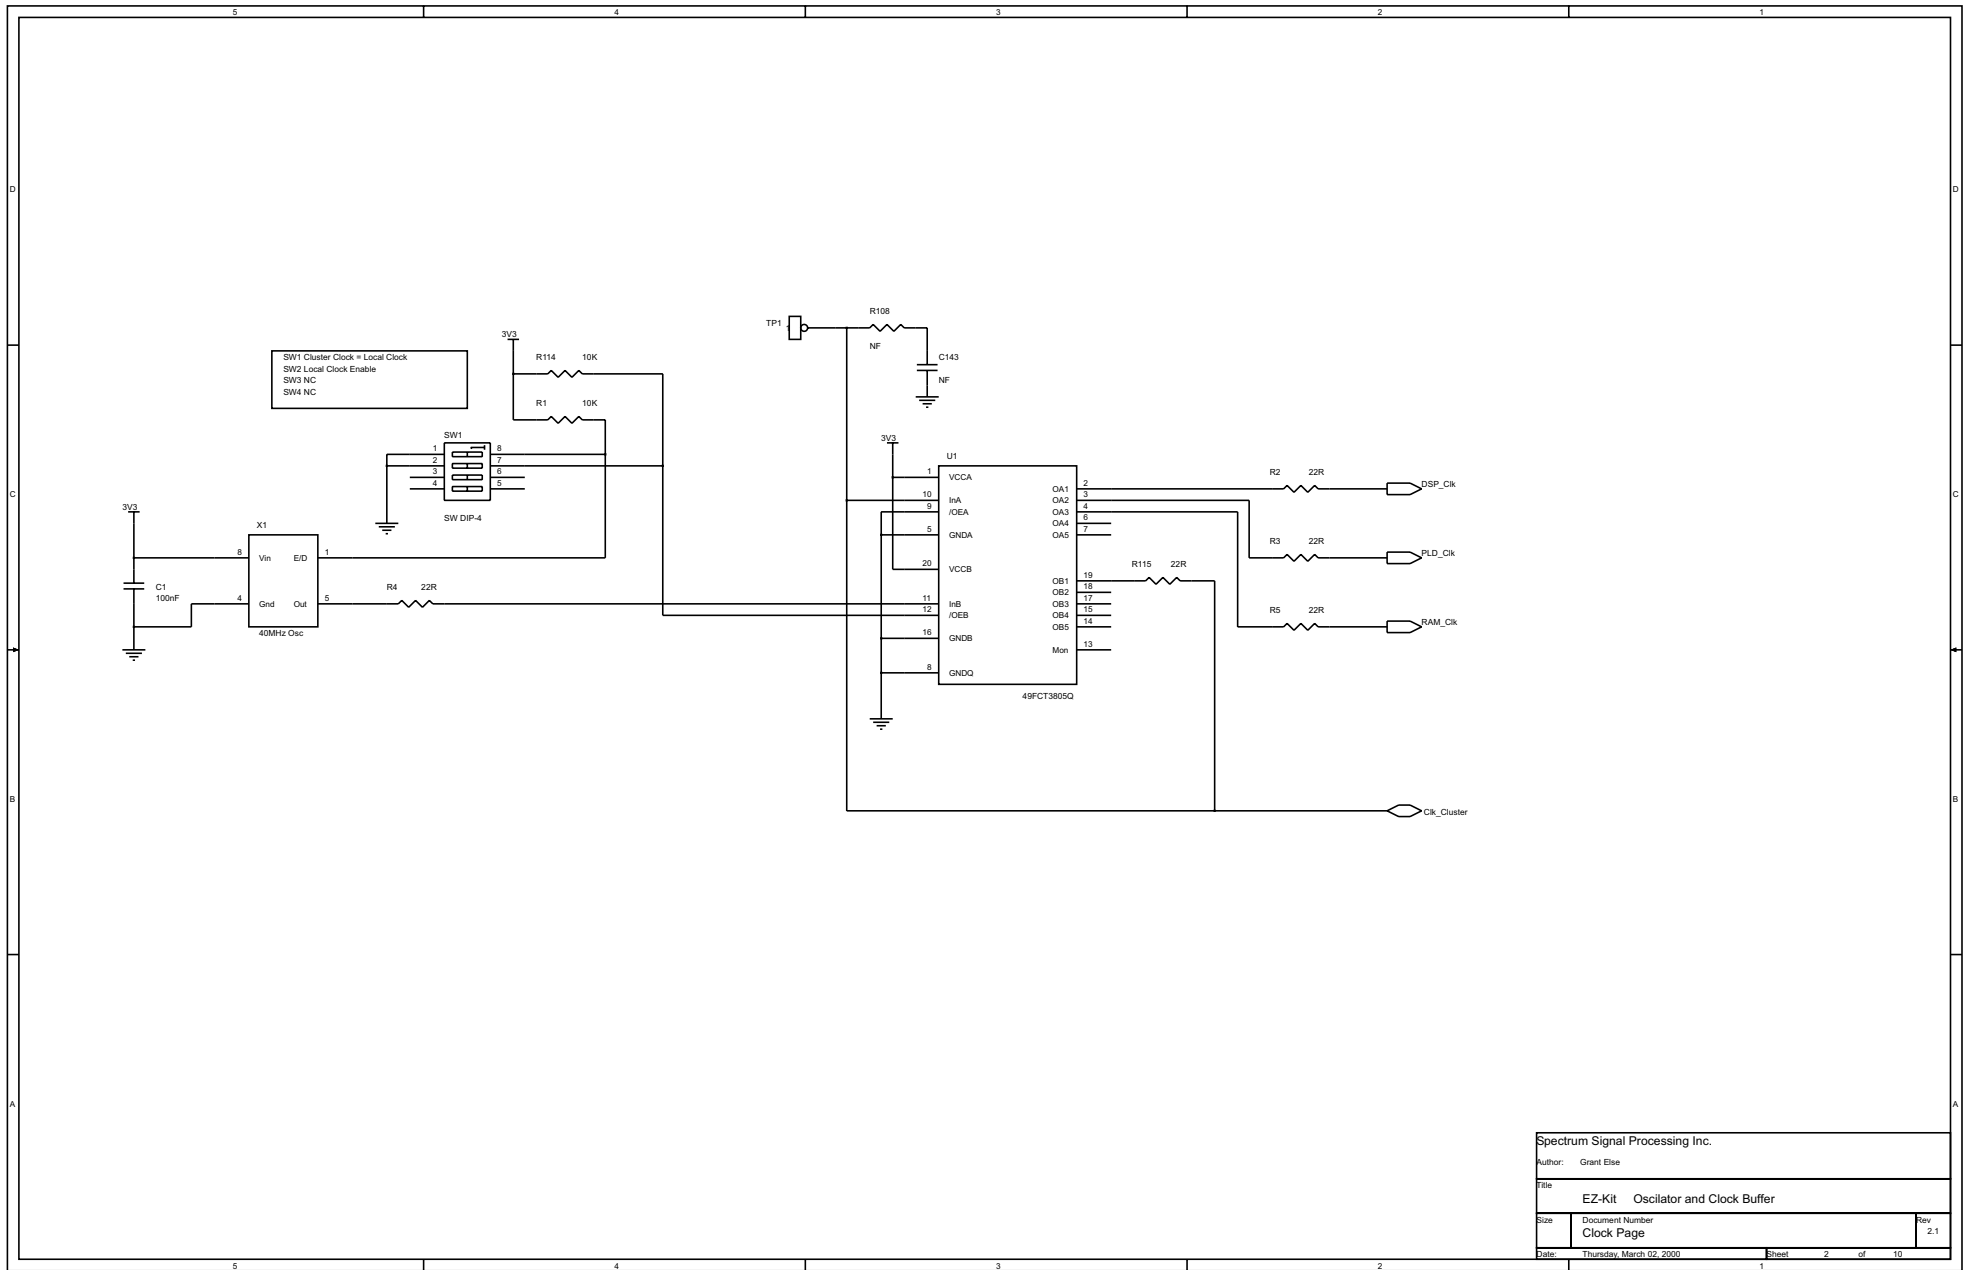 5 4 3 2 1
D D
C C
B B
A A
TP1 1
R108
NF
C143
NF
3V3
SW1 Cluster Clock = Local Clock
SW2 Local Clock Enable
SW3 NC
SW4 NC
R114 10K
R1 10K
SW1
1 8
2 7
3 6
4 5
SW DIP-4
3V3
X1
8 Vin E/D 1
4 Gnd Out 5
40MHz Osc
C1
100nF
R4 22R
3V3
U1
1 VCCA
10 InA
9 /OEA
5 GNDA
20 VCCB
11 InB
12 /OEB
16 GNDB
8 GNDQ
OA1 2
OA2 3
OA3 4
OA4 6
OA5 7
OB1 19
OB2 18
OB3 17
OB4 15
OB5 14
Mon 13
49FCT3805Q
R115 22R
R2 22R
DSP_Clk
R3 22R
PLD_Clk
R5 22R
RAM_Clk
Clk_Cluster
Spectrum Signal Processing Inc.
Author: Grant Else
Title
EZ-Kit Oscilator and Clock Buffer
Size Document Number Rev
Clock Page 2.1
Date: Thursday, March 02, 2000 Sheet 2 of 10
5 4 3 2 1